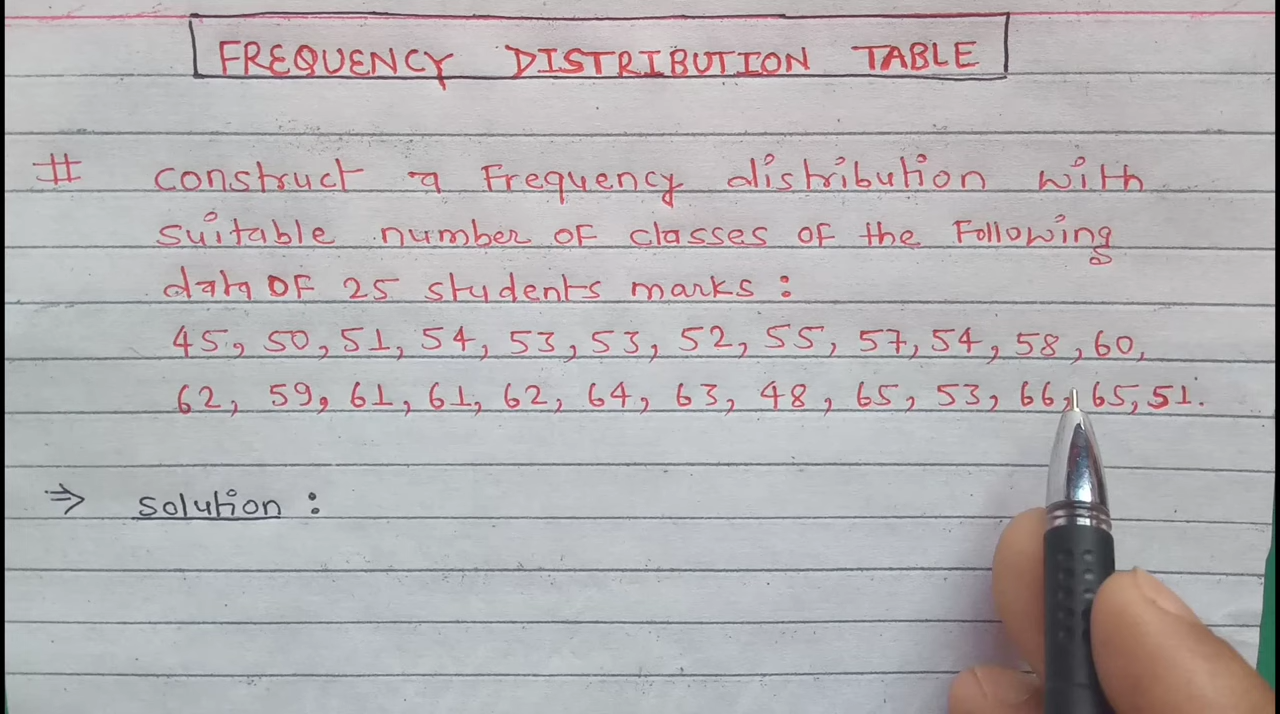 FREQUENCY DISTRIBUTION TABLE
# construct a Frequency distribution with
suitable number of classes of the Following
data of 25 students marks :
45, 50, 51, 54, 53, 53, 52, 55, 57, 54, 58, 60,
62, 59, 61, 61, 62, 64, 63, 48, 65, 53, 66, 65, 51.
⇒ solution :